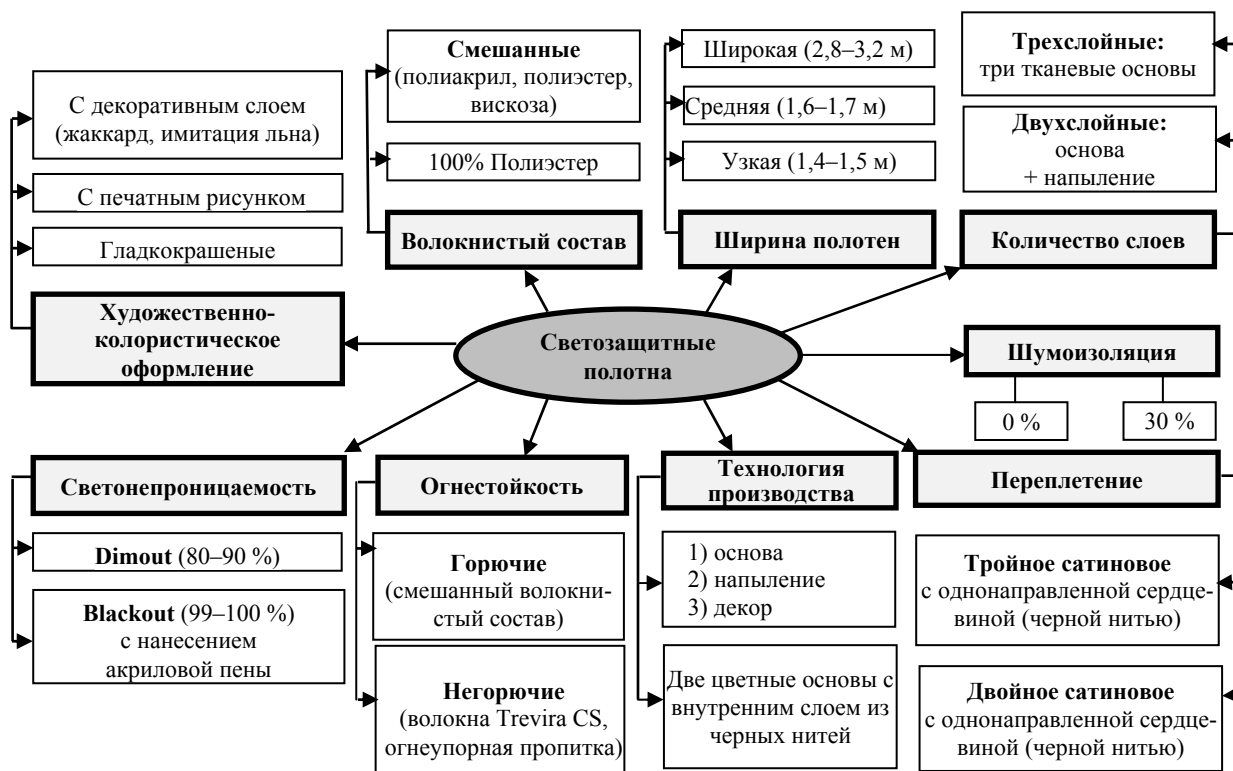 С декоративным слоем
(жаккард, имитация льна)
С печатным рисунком
Гладкокрашеные
Художественно-
колористическое
оформление
Смешанные
(полиакрил, полиэстер,
вискоза)
100% Полиэстер
Волокнистый состав
Широкая (2,8–3,2 м)
Средняя (1,6–1,7 м)
Узкая (1,4–1,5 м)
Ширина полотен
Трехслойные:
три тканевые основы
Двухслойные:
основа
+ напыление
Количество слоев
Светозащитные
полотна
Шумоизоляция
0 %
30 %
Светонепроницаемость
Dimout (80–90 %)
Blackout (99–100 %)
с нанесением
акриловой пены
Огнестойкость
Горючие
(смешанный волокни-
стый состав)
Негорючие
(волокна Trevira CS,
огнеупорная пропитка)
Технология
производства
1) основа
2) напыление
3) декор
Две цветные основы с
внутренним слоем из
черных нитей
Переплетение
Тройное сатиновое
с однонаправленной сердце-
виной (черной нитью)
Двойное сатиновое
с однонаправленной сердце-
виной (черной нитью)